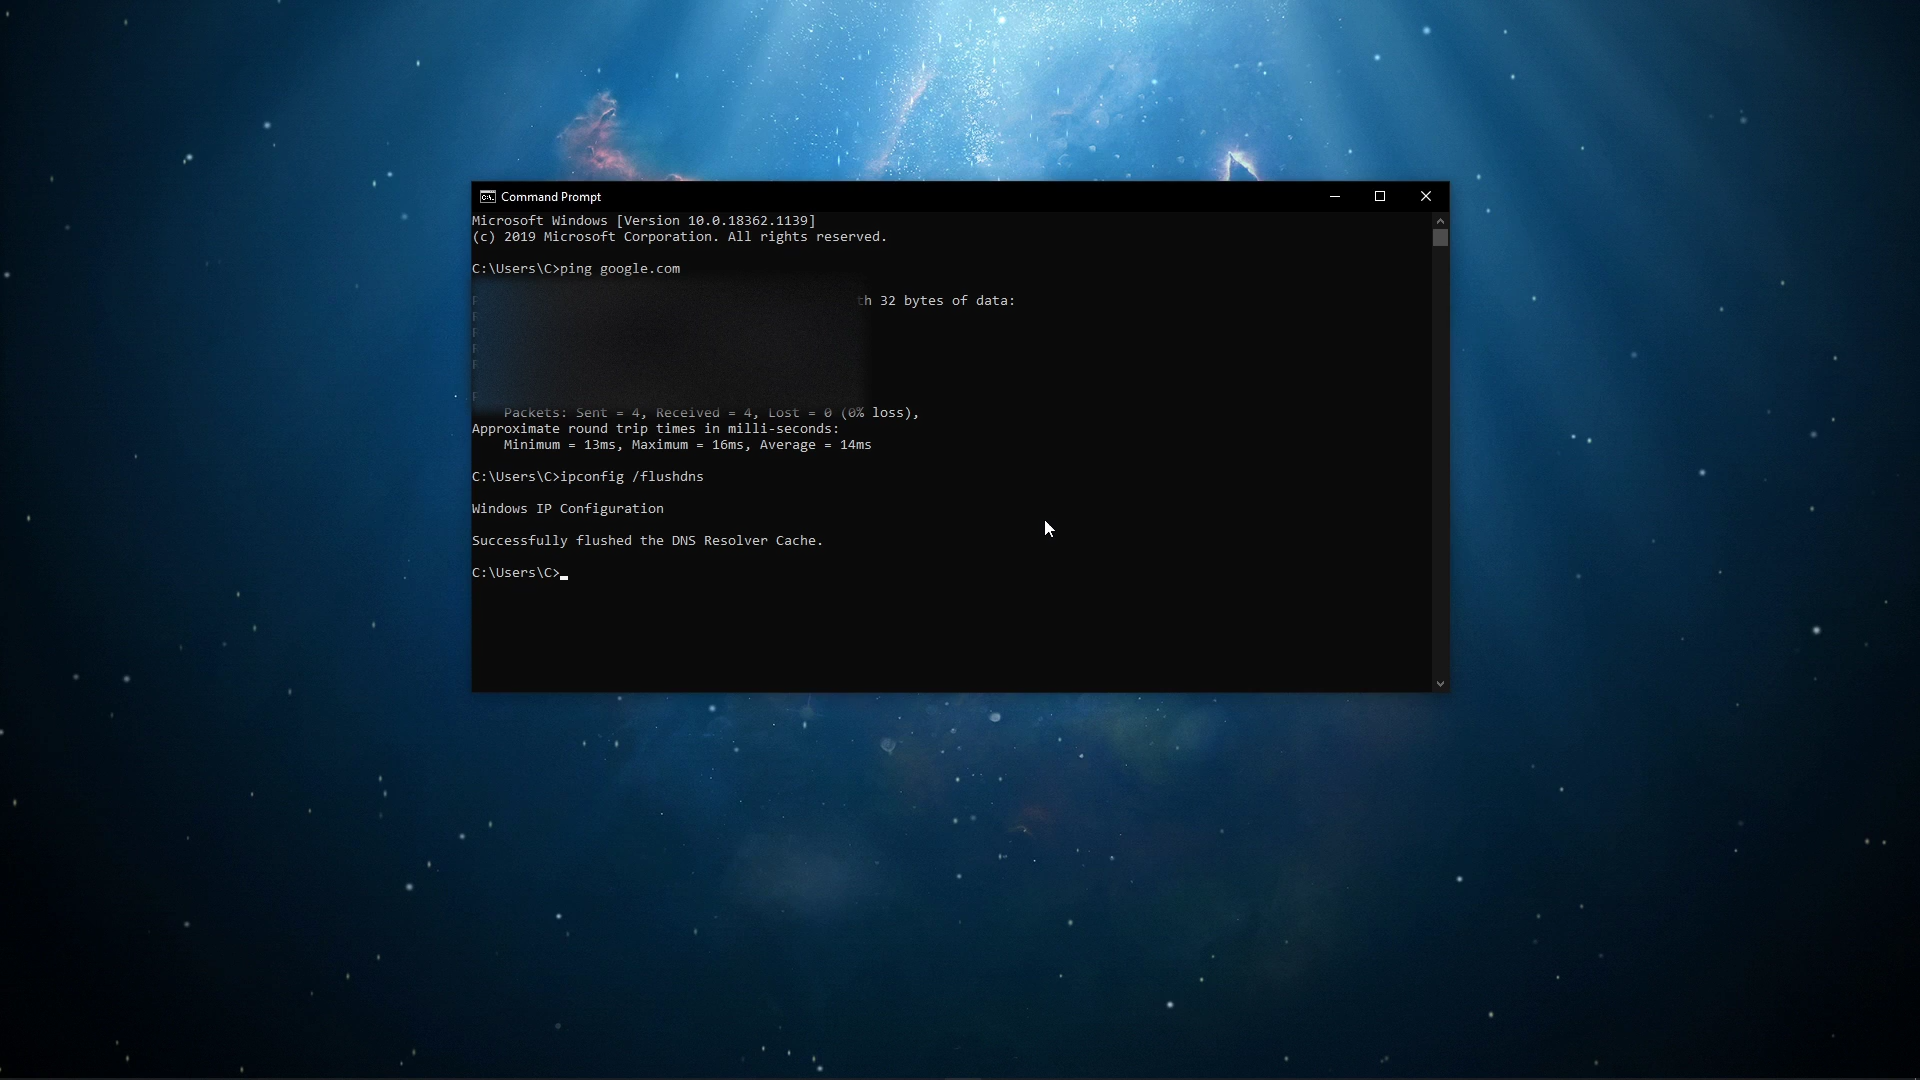 Command Prompt
Microsoft Windows [Version 10.0.18362.1139]
(c) 2019 Microsoft Corporation. All rights reserved.
C:\Users\C>ping google.com
32 bytes of data:
Packets: Sent = 4, Received = 4, Lost = 0 (0% loss),
Approximate round trip times in milli-seconds:
Minimum = 13ms, Maximum = 16ms, Average = 14ms
C:\Users\C>ipconfig /flushdns
Windows IP Configuration
Successfully flushed the DNS Resolver Cache.
C:\Users\C>